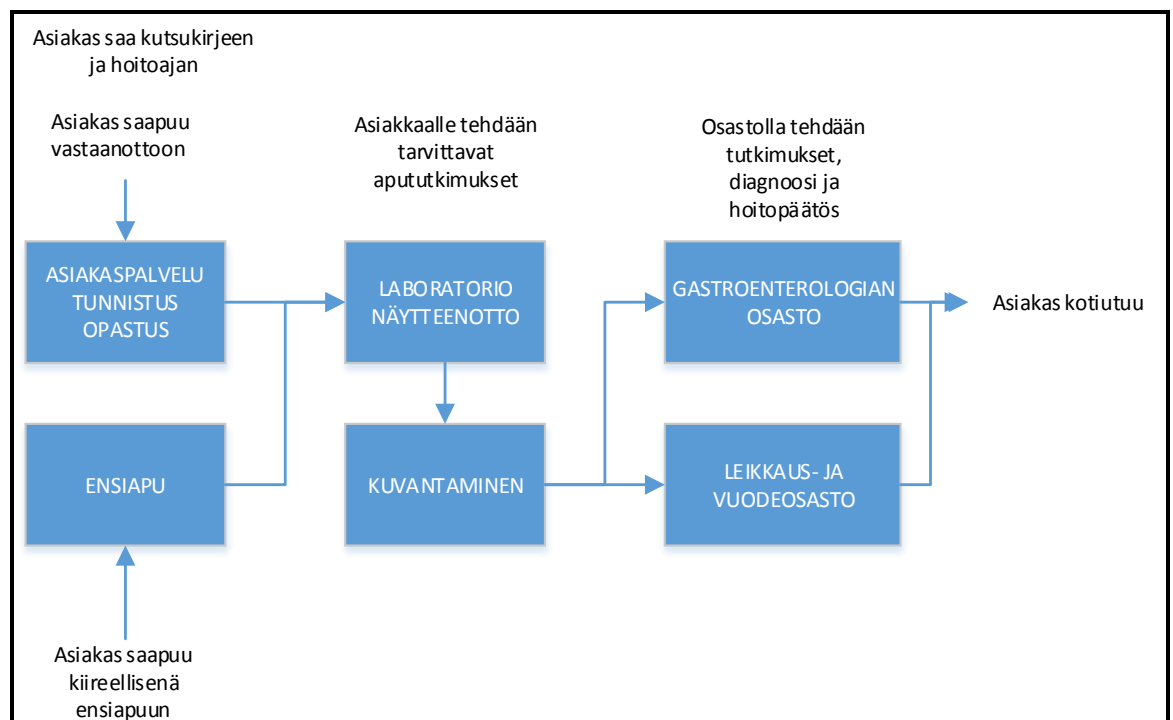 Asiakas saa kutsukirjeen
ja hoitoajan
Asiakas saapuu
vastaanottoon
Asiakkaalle tehdään
tarvittavat
apututkimukset
Osastolla tehdään
tutkimukset,
diagnoosi ja
hoitopäätös
ASIAKASPALVELU
TUNNISTUS
OPASTUS
LABORATORIO
NÄYTTEENOTTO
GASTROENTEROLOGIAN
OSASTO
Asiakas kotiutuu
ENSIAPU
KUVANTAMINEN
LEIKKAUS- JA
VUODEOSASTO
Asiakas saapuu
kiireellisenä
ensiapuun